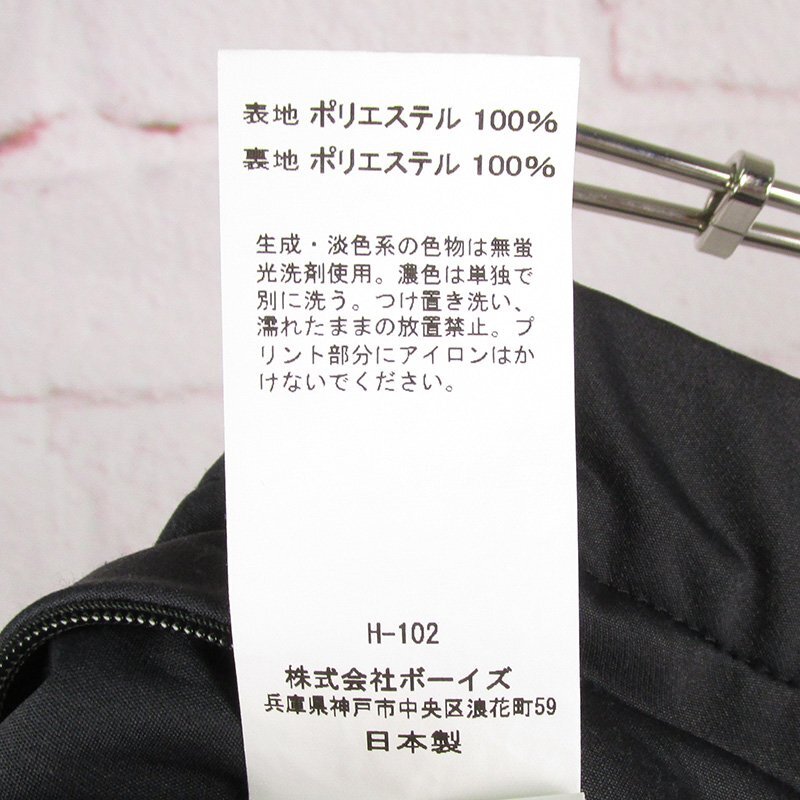 表地 ポリエステル 100%
裏地 ポリエステル 100%
生成・淡色系の色物は無蛍
光洗剤使用。濃色は単独で
別に洗う。つけ置き洗い、
濡れたままの放置禁止。プ
リント部分にアイロンはか
けないでください。
H-102
株式会社ボーイズ
兵庫県神戸市中央区浪花町59
日本製